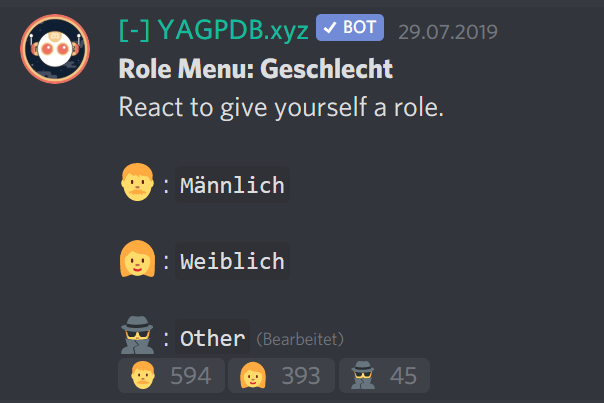 [-] YAGPDB.xyz ✓ BOT 29.07.2019
Role Menu: Geschlecht
React to give yourself a role.
: Männlich
: Weiblich
: Other (Bearbeitet)
594 393 45